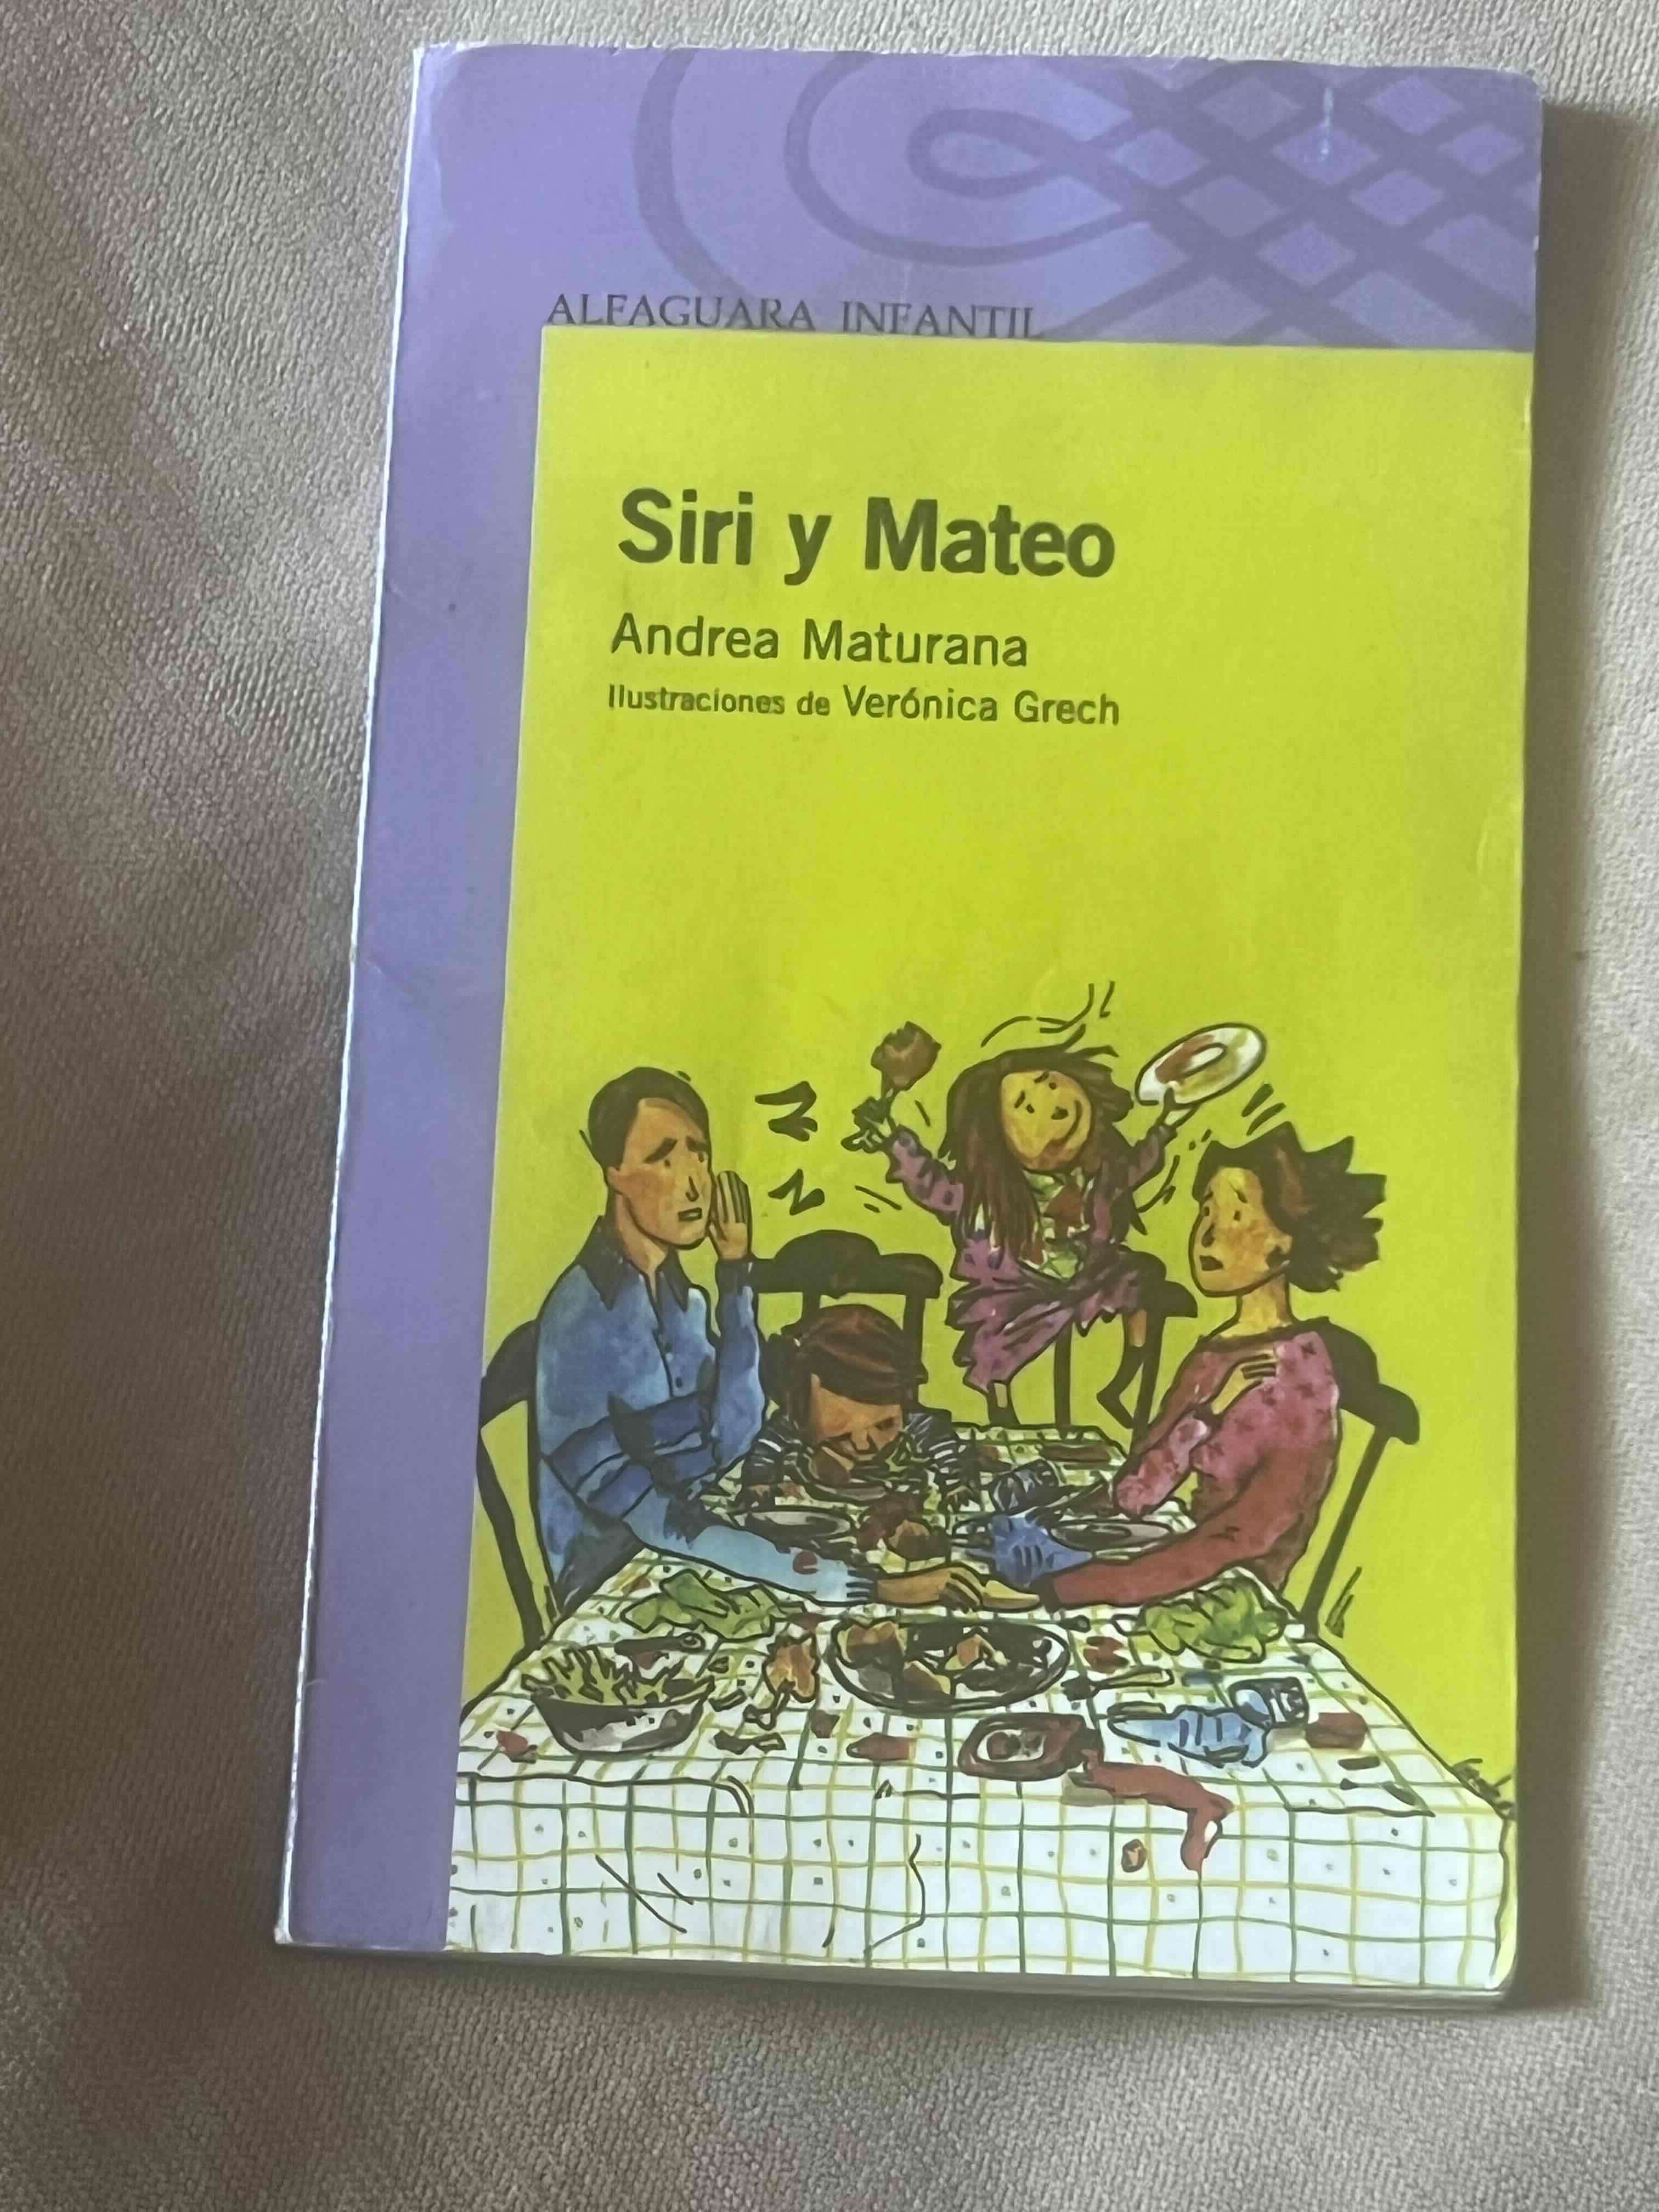 ALFAGUARA INFANTIL
Siri y Mateo
Andrea Maturana
Ilustraciones de Verónica Grech
Z
Z